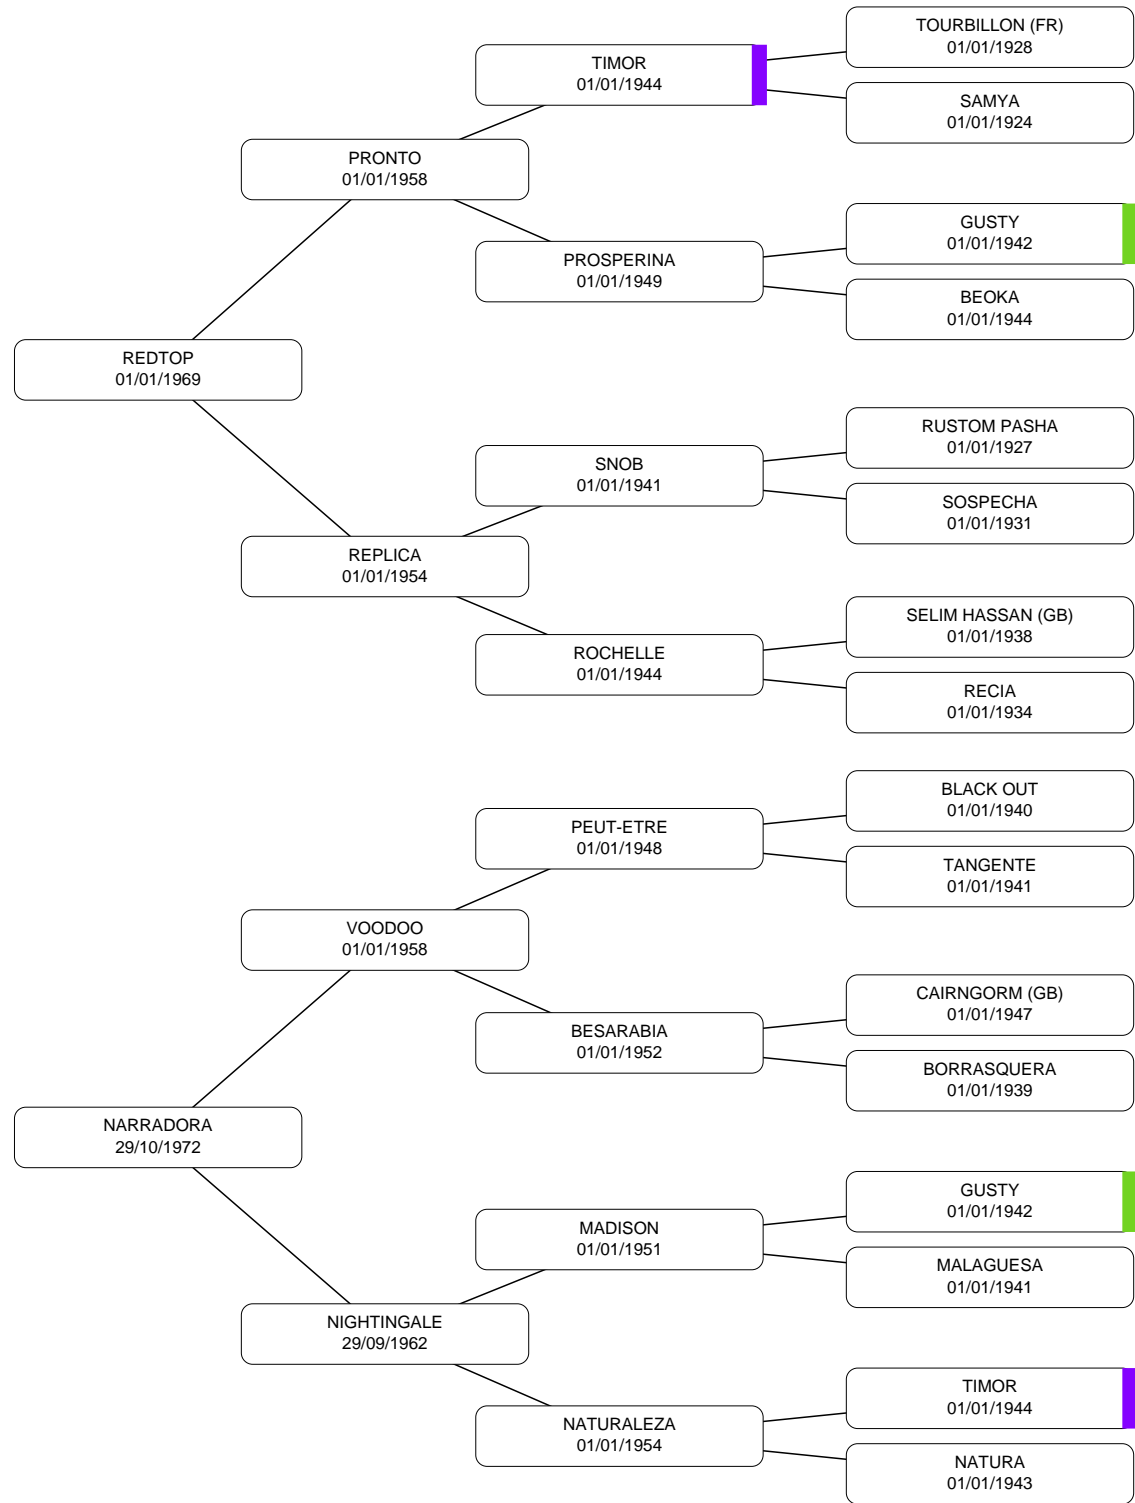 TOURBILLON (FR)
01/01/1928
TIMOR
01/01/1944
SAMYA
01/01/1924
PRONTO
01/01/1958
GUSTY
01/01/1942
PROSPERINA
01/01/1949
BEOKA
01/01/1944
REDTOP
01/01/1969
RUSTOM PASHA
01/01/1927
SNOB
01/01/1941
SOSPECHA
01/01/1931
REPLICA
01/01/1954
SELIM HASSAN (GB)
01/01/1938
ROCHELLE
01/01/1944
RECIA
01/01/1934
BLACK OUT
01/01/1940
PEUT-ETRE
01/01/1948
TANGENTE
01/01/1941
VOODOO
01/01/1958
CAIRNGORM (GB)
01/01/1947
BESARABIA
01/01/1952
BORRASQUERA
01/01/1939
NARRADORA
29/10/1972
GUSTY
01/01/1942
MADISON
01/01/1951
MALAGUESA
01/01/1941
NIGHTINGALE
29/09/1962
TIMOR
01/01/1944
NATURALEZA
01/01/1954
NATURA
01/01/1943